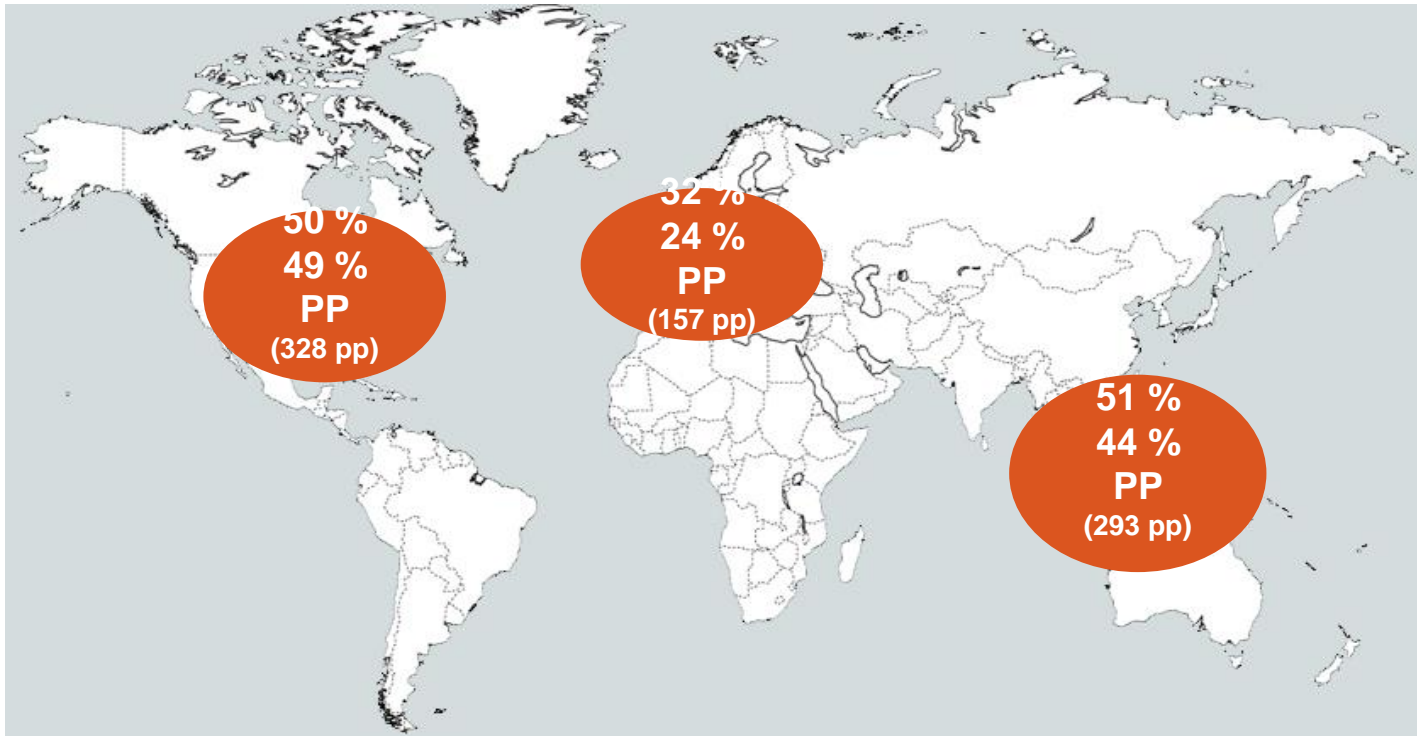 50 %
49 %
PP
(328 pp)
32 %
24 %
PP
(157 pp)
51 %
44 %
PP
(293 pp)